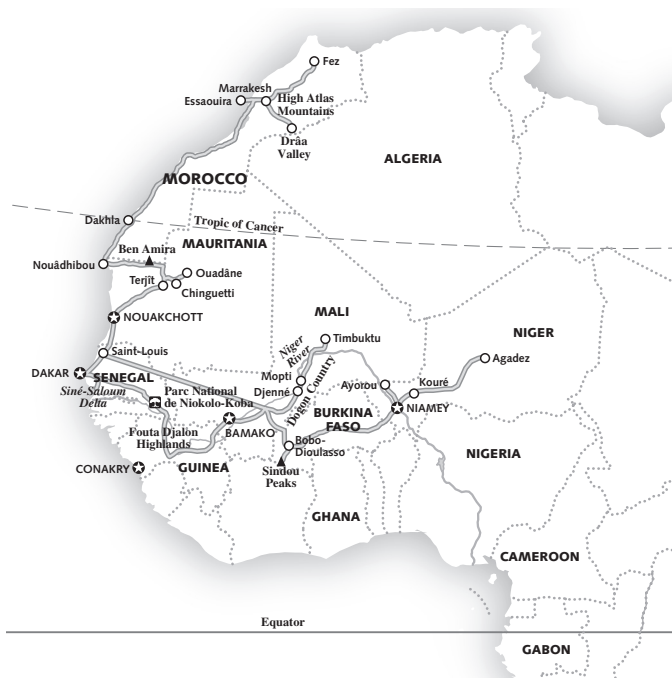 Fez
Marrakesh
Essaouira
High Atlas
Mountains
Drâa
Valley
ALGERIA
MOROCCO
Dakhla
Tropic of Cancer
Ben Amira
MAURITANIA
Nouâdhibou
Ouadâne
Terjît
Chinguetti
NOUAKCHOTT
MALI
Niger
River
Timbuktu
NIGER
Saint-Louis
Agadez
DAKAR
SENEGAL
Mopti
Djenné
Dogon Country
Ayorou
Kouré
Siné-Saloum
Delta
Parc National
de Niokolo-Koba
BURKINA
FASO
NIAMEY
Fouta Djalon
Highlands
BAMAKO
Bobo-
Dioulasso
NIGERIA
CONAKRY
GUINEA
Sindou
Peaks
GHANA
CAMEROON
Equator
GABON